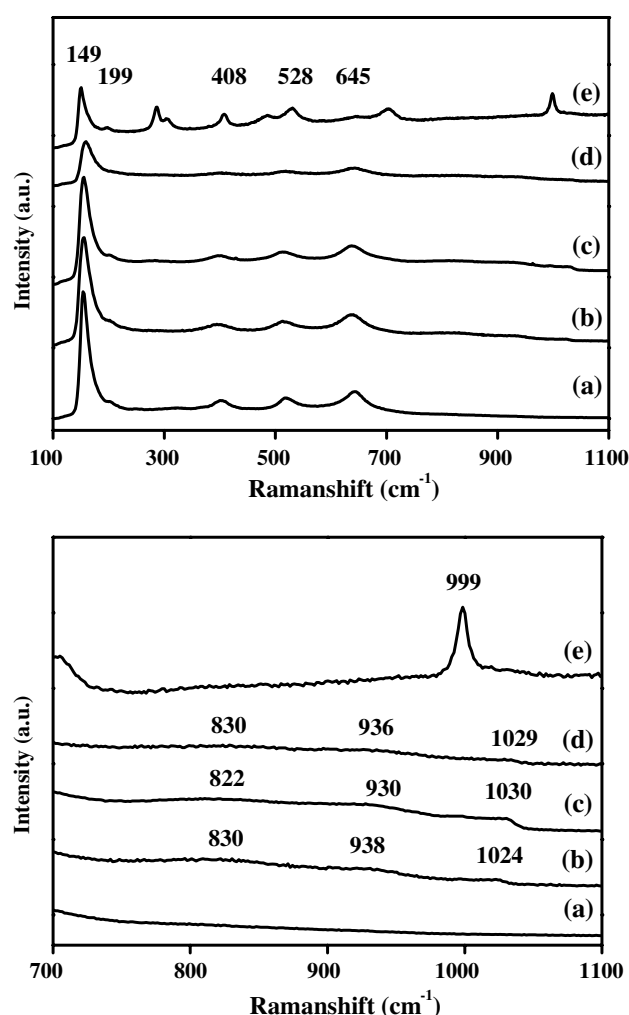 149
199 408 528 645
(e)
(d)
(c)
(b)
(a)
Intensity (a.u.)
100 300 500 700 900 1100
Ramanshift (cm-1)
999
(e)
830 936 1029
(d)
822 930 1030
(c)
830 938 1024
(b)
(a)
Intensity (a.u.)
700 800 900 1000 1100
Ramanshift (cm-1)